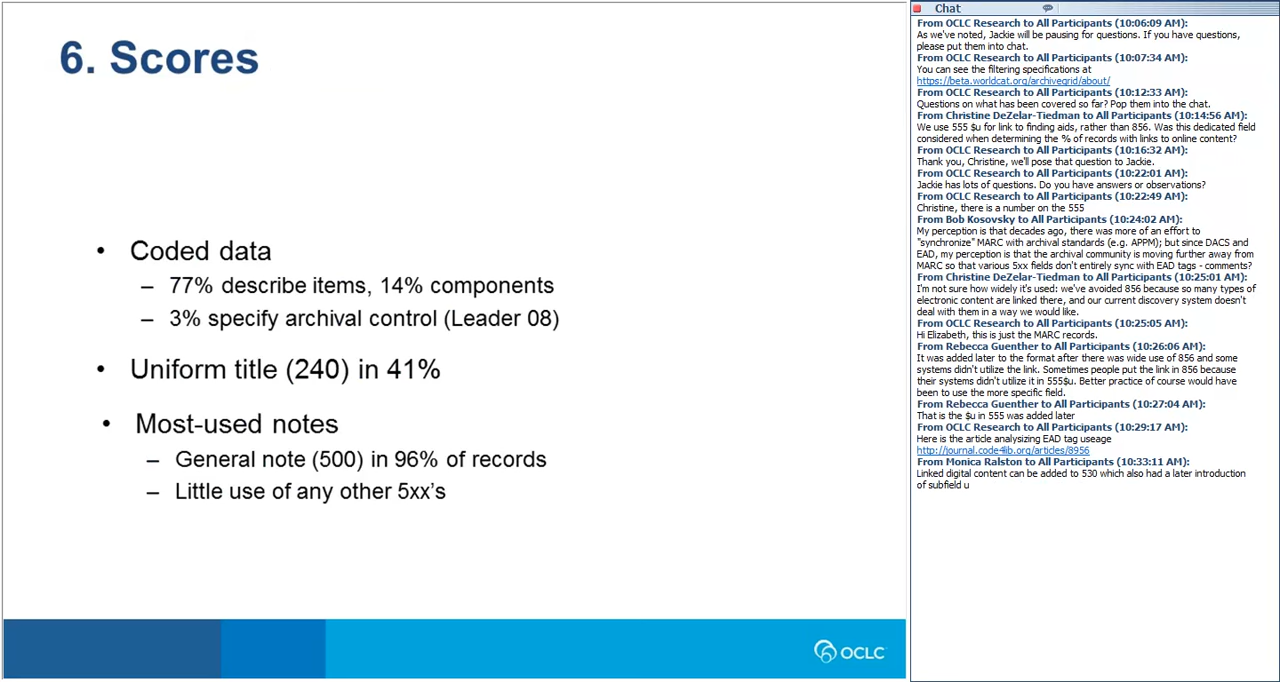 6. Scores
• Coded data
– 77% describe items, 14% components
– 3% specify archival control (Leader 08)
• Uniform title (240) in 41%
• Most-used notes
– General note (500) in 96% of records
– Little use of any other 5xx's
OCLC
Chat
From OCLC Research to All Participants (10:06:09 AM):
As we've noted, Jackie will be pausing for questions. If you have questions,
please put them into chat.
From OCLC Research to All Participants (10:07:34 AM):
You can see the filtering specifications at
https://beta.worldcat.org/archivegrid/about/
From OCLC Research to All Participants (10:12:33 AM):
Questions on what has been covered so far? Pop them into the chat.
From Christine DeZelar-Tiedman to All Participants (10:14:56 AM):
We use 555 $u for link to finding aids, rather than 856. Was this dedicated field
considered when determining the % of records with links to online content?
From OCLC Research to All Participants (10:16:32 AM):
Thank you, Christine, we'll pose that question to Jackie.
From OCLC Research to All Participants (10:22:01 AM):
Jackie has lots of questions. Do you have answers or observations?
From OCLC Research to All Participants (10:22:49 AM):
Christine, there is a number on the 555
From Bob Kosovsky to All Participants (10:24:02 AM):
My perception is that decades ago, there was more of an effort to
"synchronize" MARC with archival standards (e.g. APPM); but since DACS and
EAD, my perception is that the archival community is moving further away from
MARC so that various 5xx fields don't entirely sync with EAD tags - comments?
From Christine DeZelar-Tiedman to All Participants (10:25:01 AM):
I'm not sure how widely it's used: we've avoided 856 because so many types of
electronic content are linked there, and our current discovery system doesn't
deal with them in a way we would like.
From OCLC Research to All Participants (10:25:05 AM):
Hi Elizabeth, this is just the MARC records.
From Rebecca Guenther to All Participants (10:26:06 AM):
It was added later to the format after there was wide use of 856 and some
systems didn't utilize the link. Sometimes people put the link in 856 because
their systems didn't utilize it in 555$u. Better practice of course would have
been to use the more specific field.
From Rebecca Guenther to All Participants (10:27:04 AM):
That is the $u in 555 was added later
From OCLC Research to All Participants (10:29:17 AM):
Here is the article analysizing EAD tag useage
http://journal.code4lib.org/articles/8956
From Monica Ralston to All Participants (10:33:11 AM):
Linked digital content can be added to 530 which also had a later introduction
of subfield u